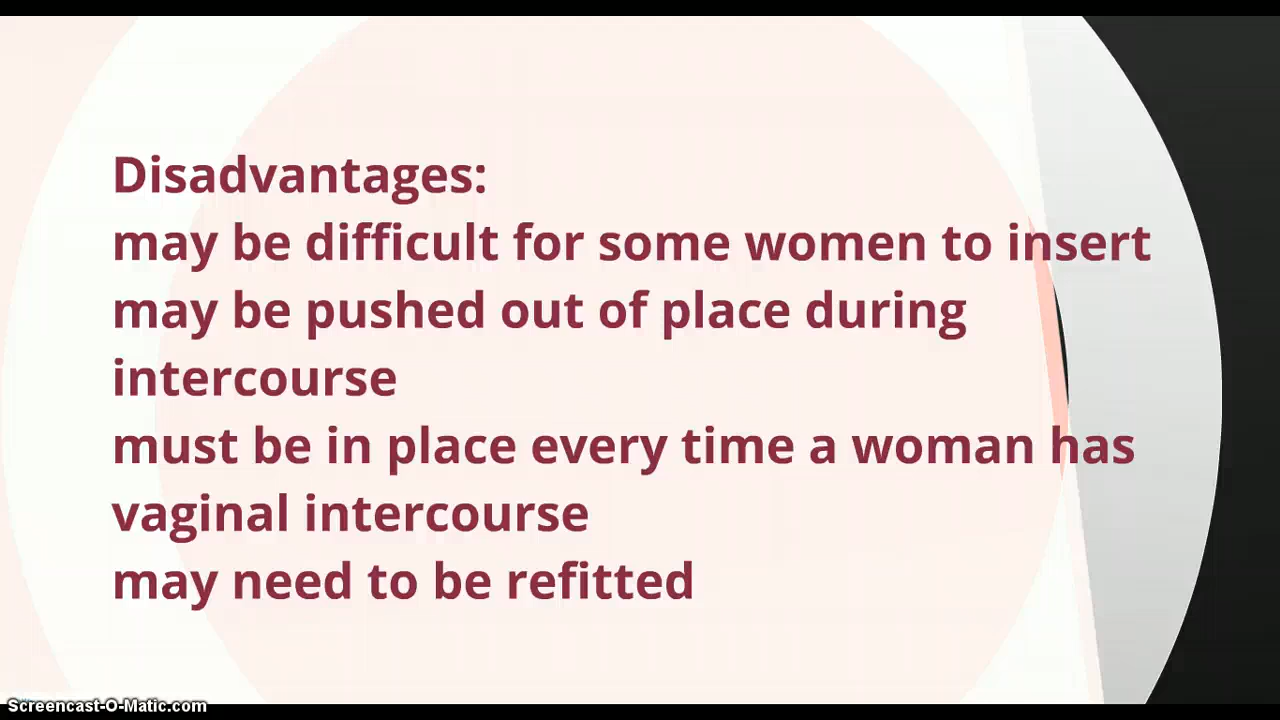 Disadvantages:
may be difficult for some women to insert
may be pushed out of place during
intercourse
must be in place every time a woman has
vaginal intercourse
may need to be refitted
Screencast-O-Matic.com